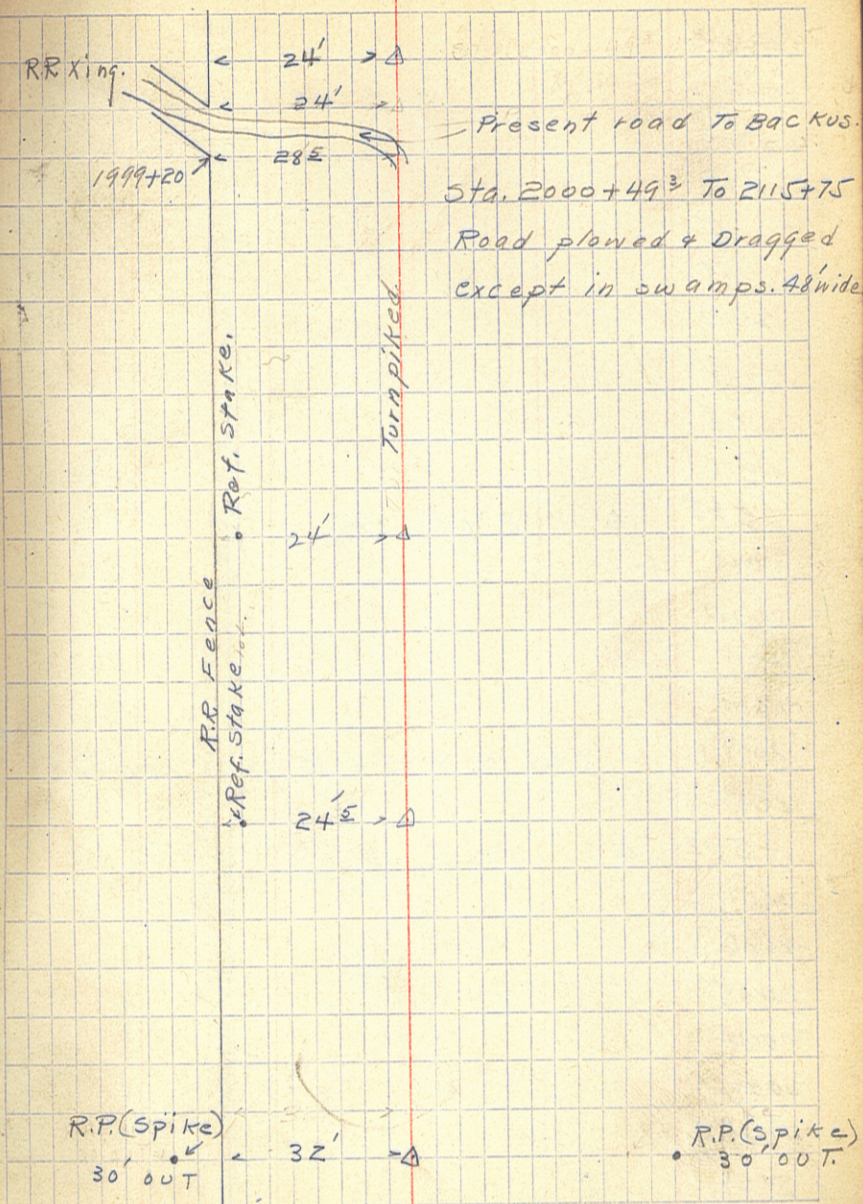 R.R Xing.
24'
24'
Present road To Backus.
28⁵
1999+20
Sta. 2000+49³ To 2115+75
Road plowed & Dragged
except in swamps. 48' wide
Turnpiked.
Ref. Stake.
24'
R.R. Fence
Ref. Stake
24'⁵
R.P. (Spike)
30' OUT
32'
R.P. (Spike)
30' OUT.